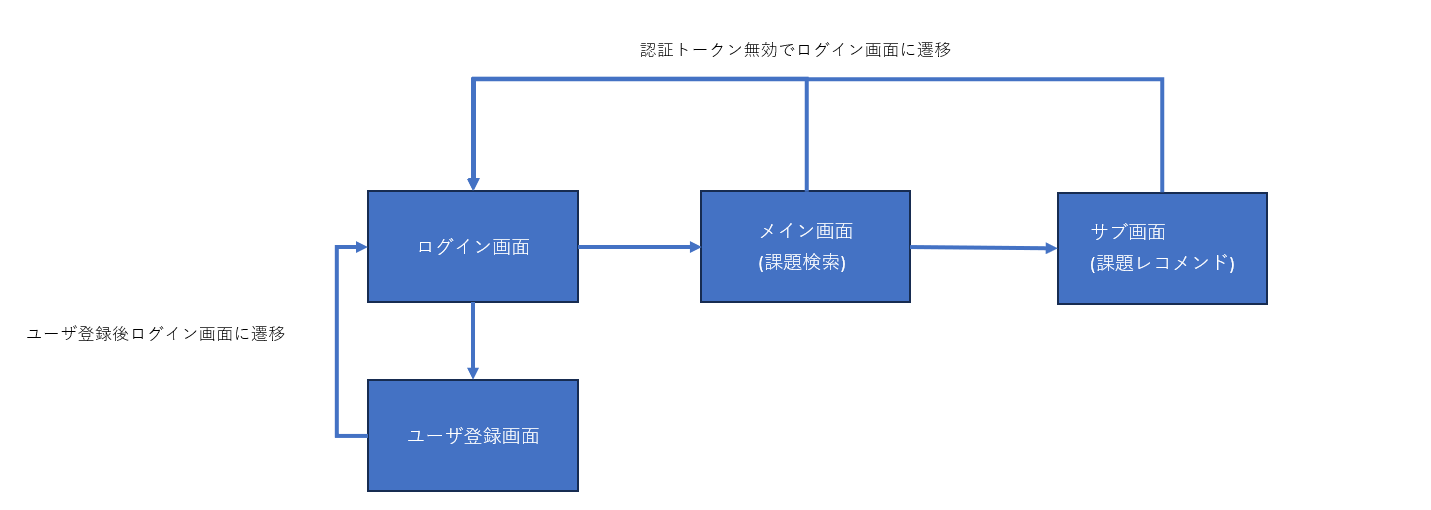 認証トークン無効でログイン画面に遷移
ログイン画面
メイン画面
(課題検索)
サブ画面
(課題レコメンド)
ユーザ登録後ログイン画面に遷移
ユーザ登録画面